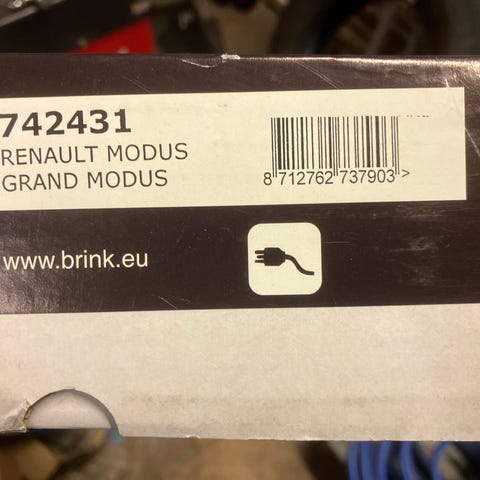 742431
RENAULT MODUS
GRAND MODUS
8 712762 737903 >
www.brink.eu